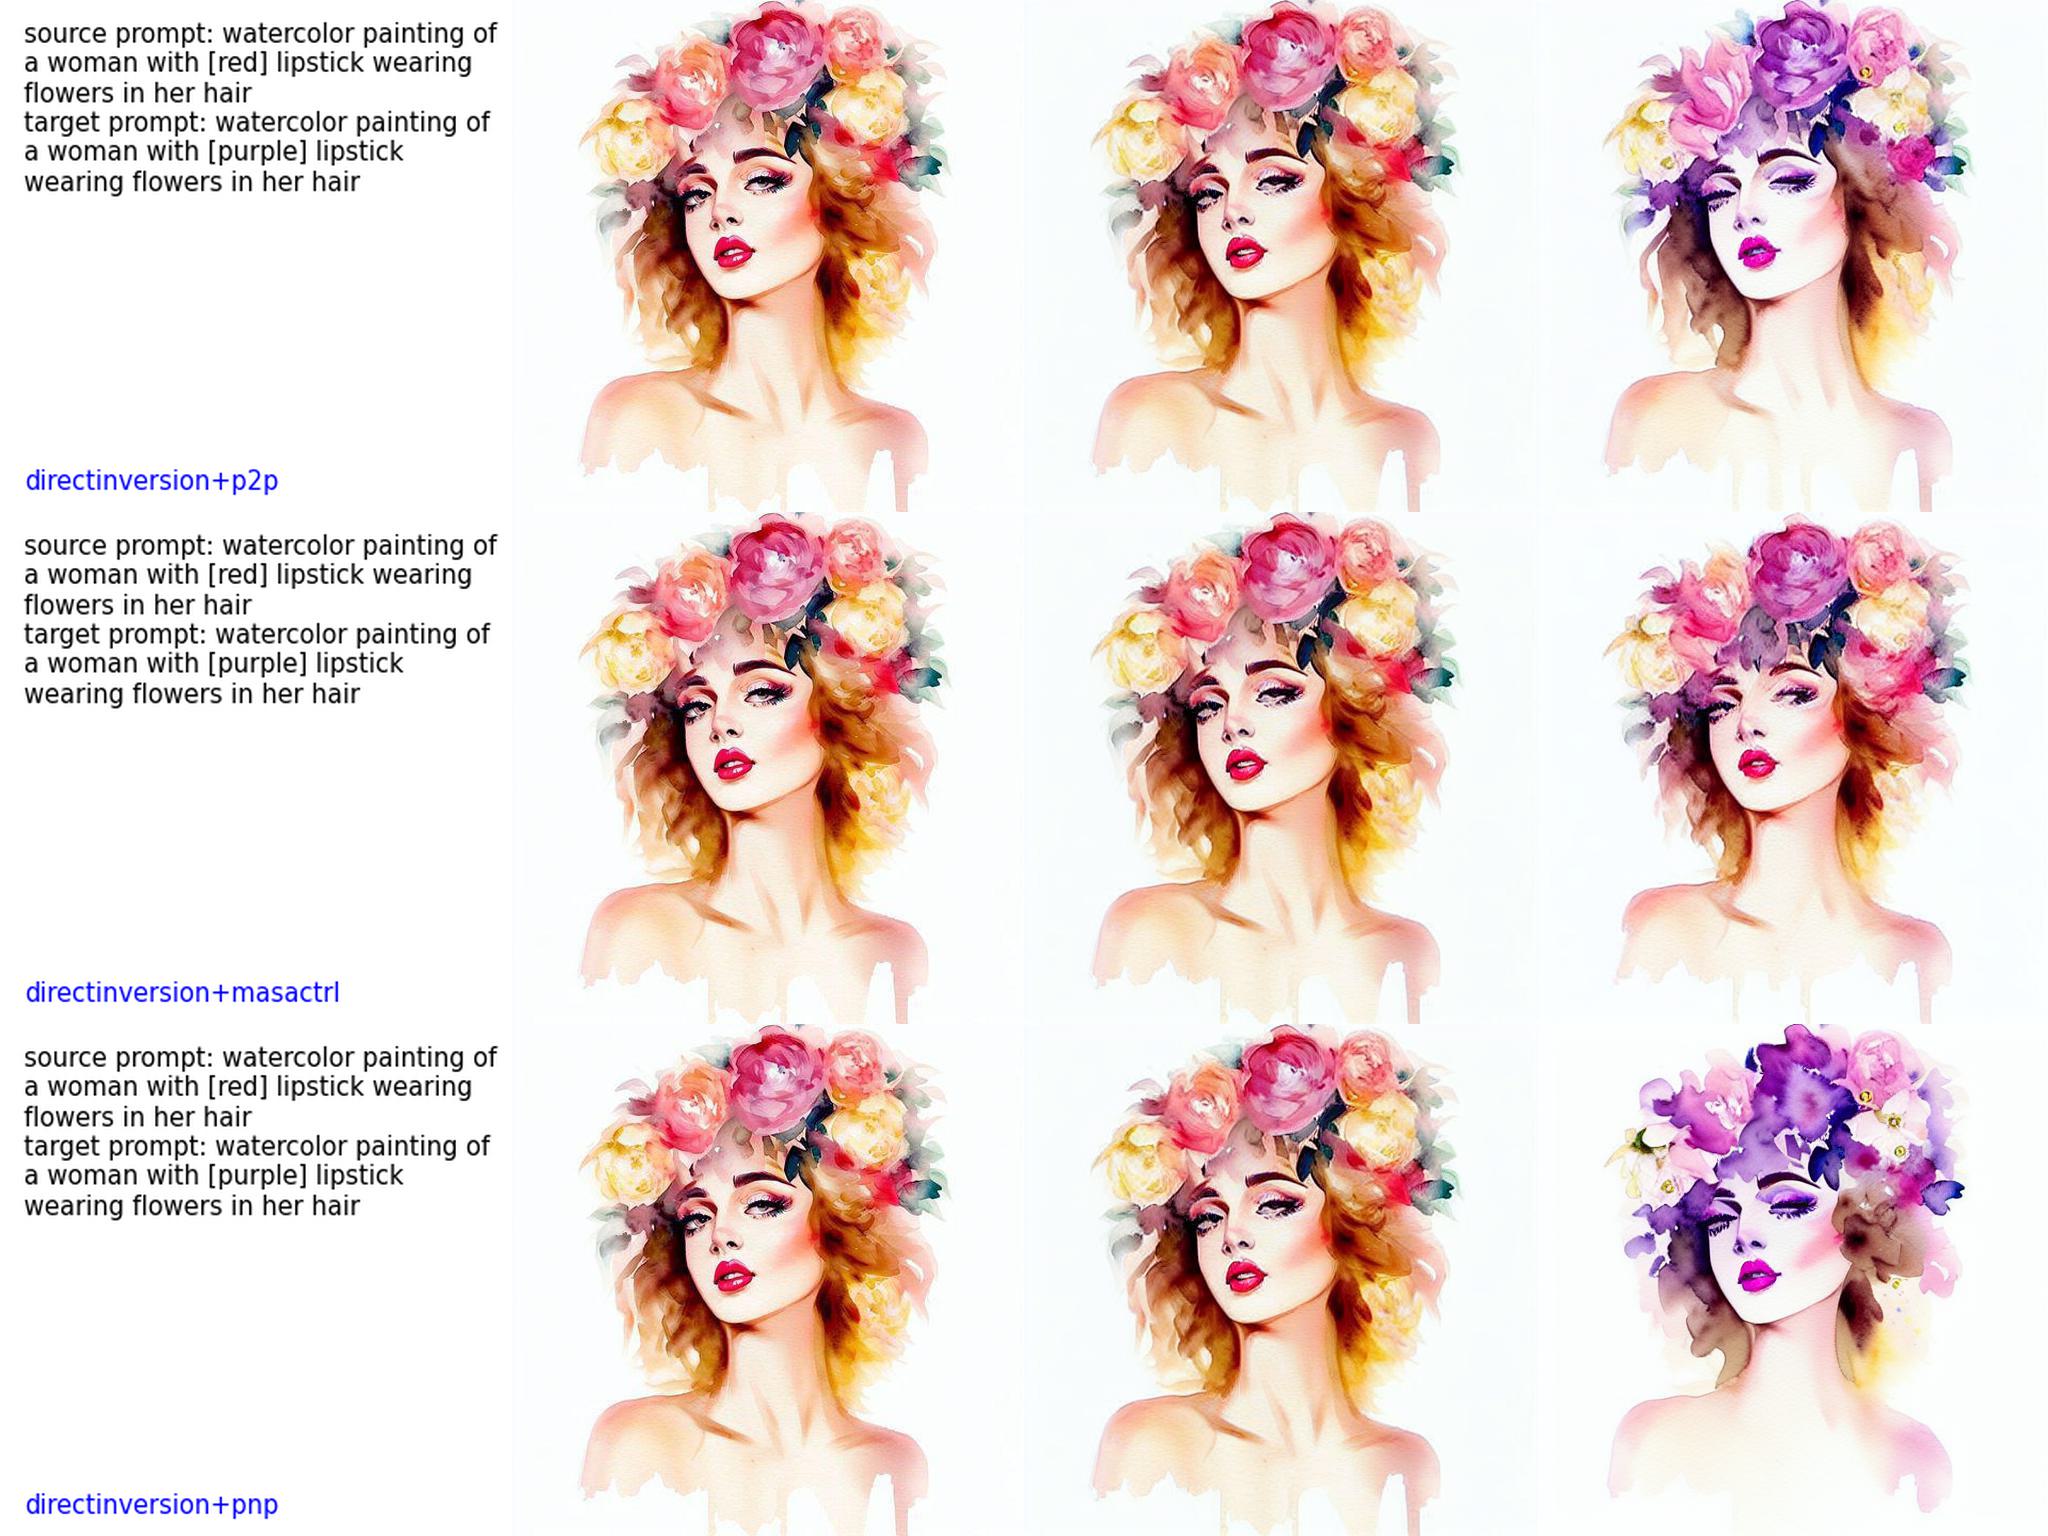 source prompt: watercolor painting of
a woman with [red] lipstick wearing
flowers in her hair
target prompt: watercolor painting of
a woman with [purple] lipstick
wearing flowers in her hair
directinversion+p2p
source prompt: watercolor painting of
a woman with [red] lipstick wearing
flowers in her hair
target prompt: watercolor painting of
a woman with [purple] lipstick
wearing flowers in her hair
directinversion+masactrl
source prompt: watercolor painting of
a woman with [red] lipstick wearing
flowers in her hair
target prompt: watercolor painting of
a woman with [purple] lipstick
wearing flowers in her hair
directinversion+pnp